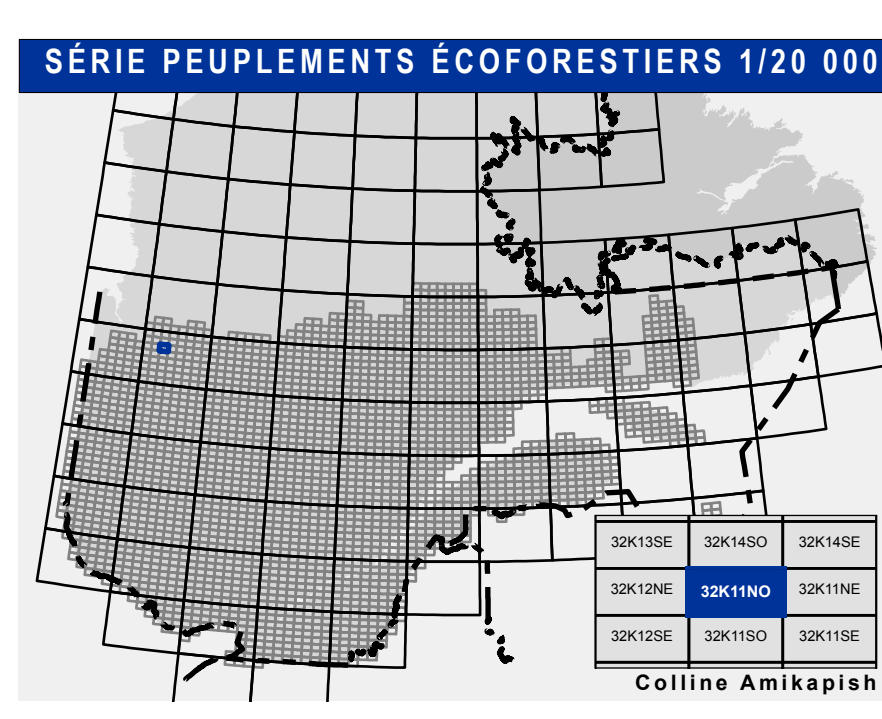 SÉRIE PEUPLEMENTS ÉCOFORESTIERS 1/20 000
32K13SE 32K14SO 32K14SE
32K12NE 32K11NO 32K11NE
32K12SE 32K11SO 32K11SE
Colline Amikapish